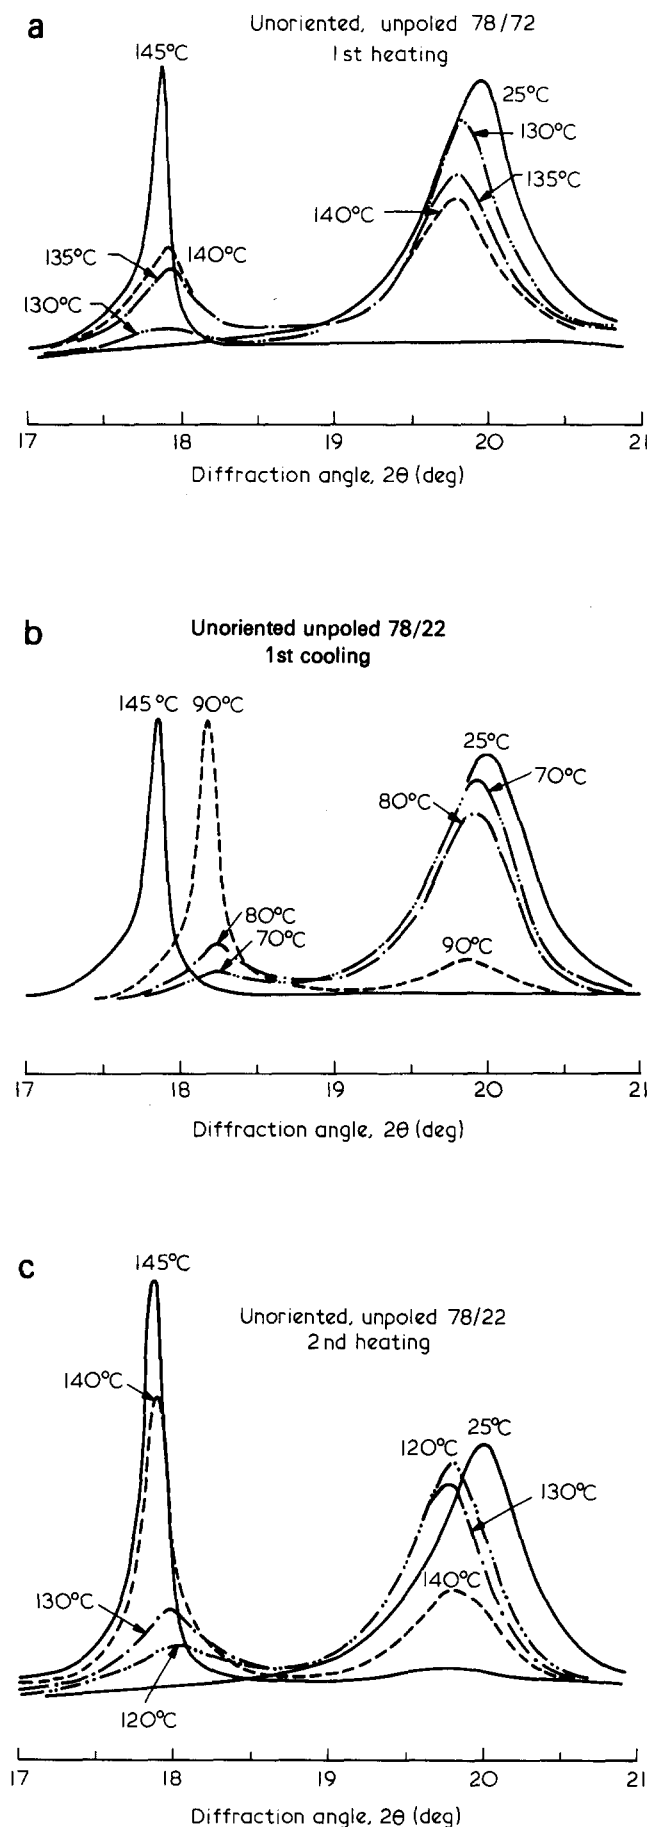 a
Unoriented, unpoled 78/72
1st heating
145°C
25°C
130°C
135°C
140°C
135°C
140°C
130°C
17 18 19 20 21
Diffraction angle, 2θ (deg)
b
Unoriented unpoled 78/22
1st cooling
145°C 90°C
25°C
70°C
80°C
80°C
70°C
90°C
17 18 19 20 21
Diffraction angle, 2θ (deg)
c
145°C
Unoriented, unpoled 78/22
2nd heating
140°C
25°C
120°C
130°C
140°C
130°C
120°C
17 18 19 20 21
Diffraction angle, 2θ (deg)